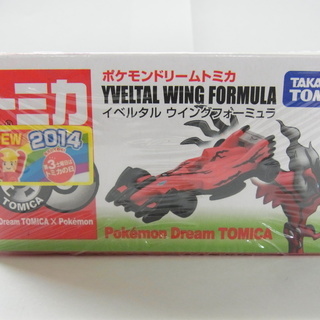 ポケモンドリームトミカ
YVELTAL WING FORMULA
イベルタル ウイングフォーミュラ
トミカ
TAKARA TOMY
NEW
2014
TOMICA
Dream TOMICA X Pokémon
Pokémon Dream TOMICA